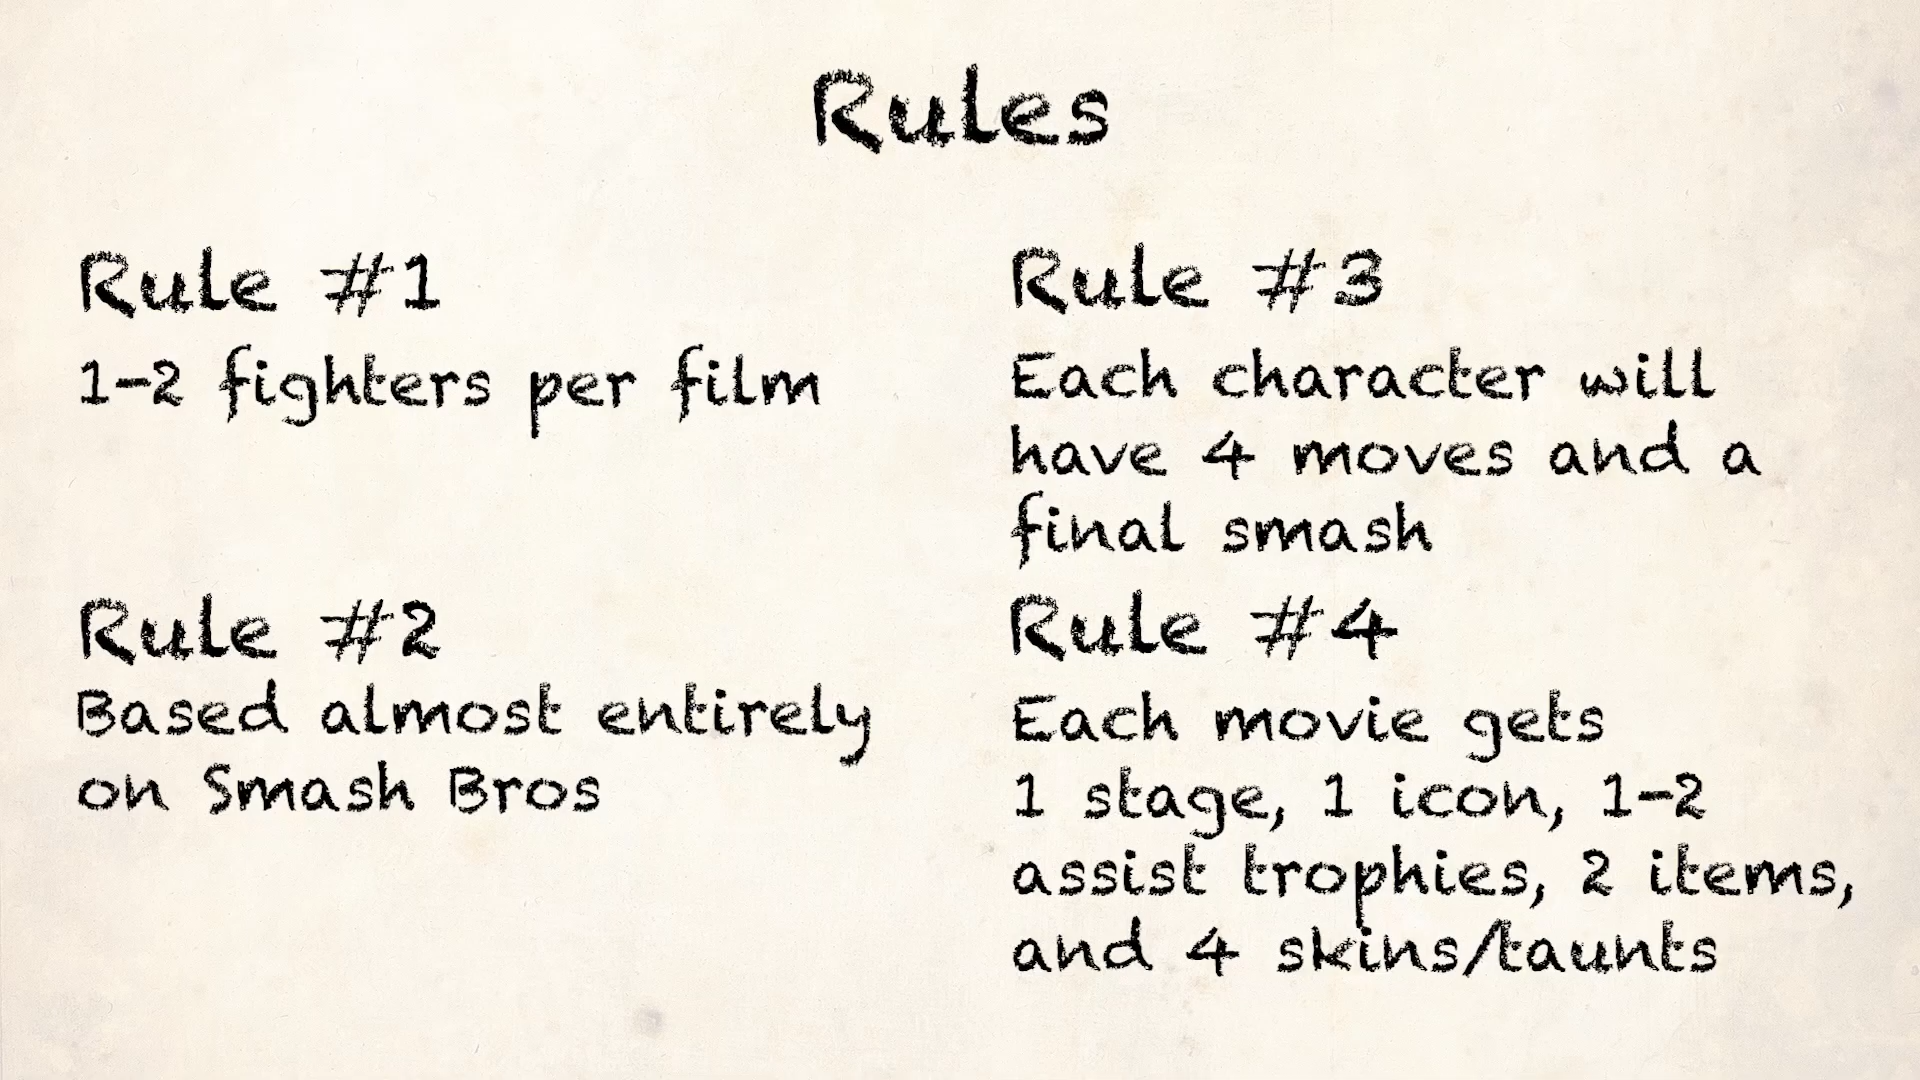 Rules
Rule #1
1-2 fighters per film
Rule #2
Based almost entirely
on Smash Bros
Rule #3
Each character will
have 4 moves and a
final smash
Rule #4
Each movie gets
1 stage, 1 icon, 1-2
assist trophies, 2 items,
and 4 skins/taunts